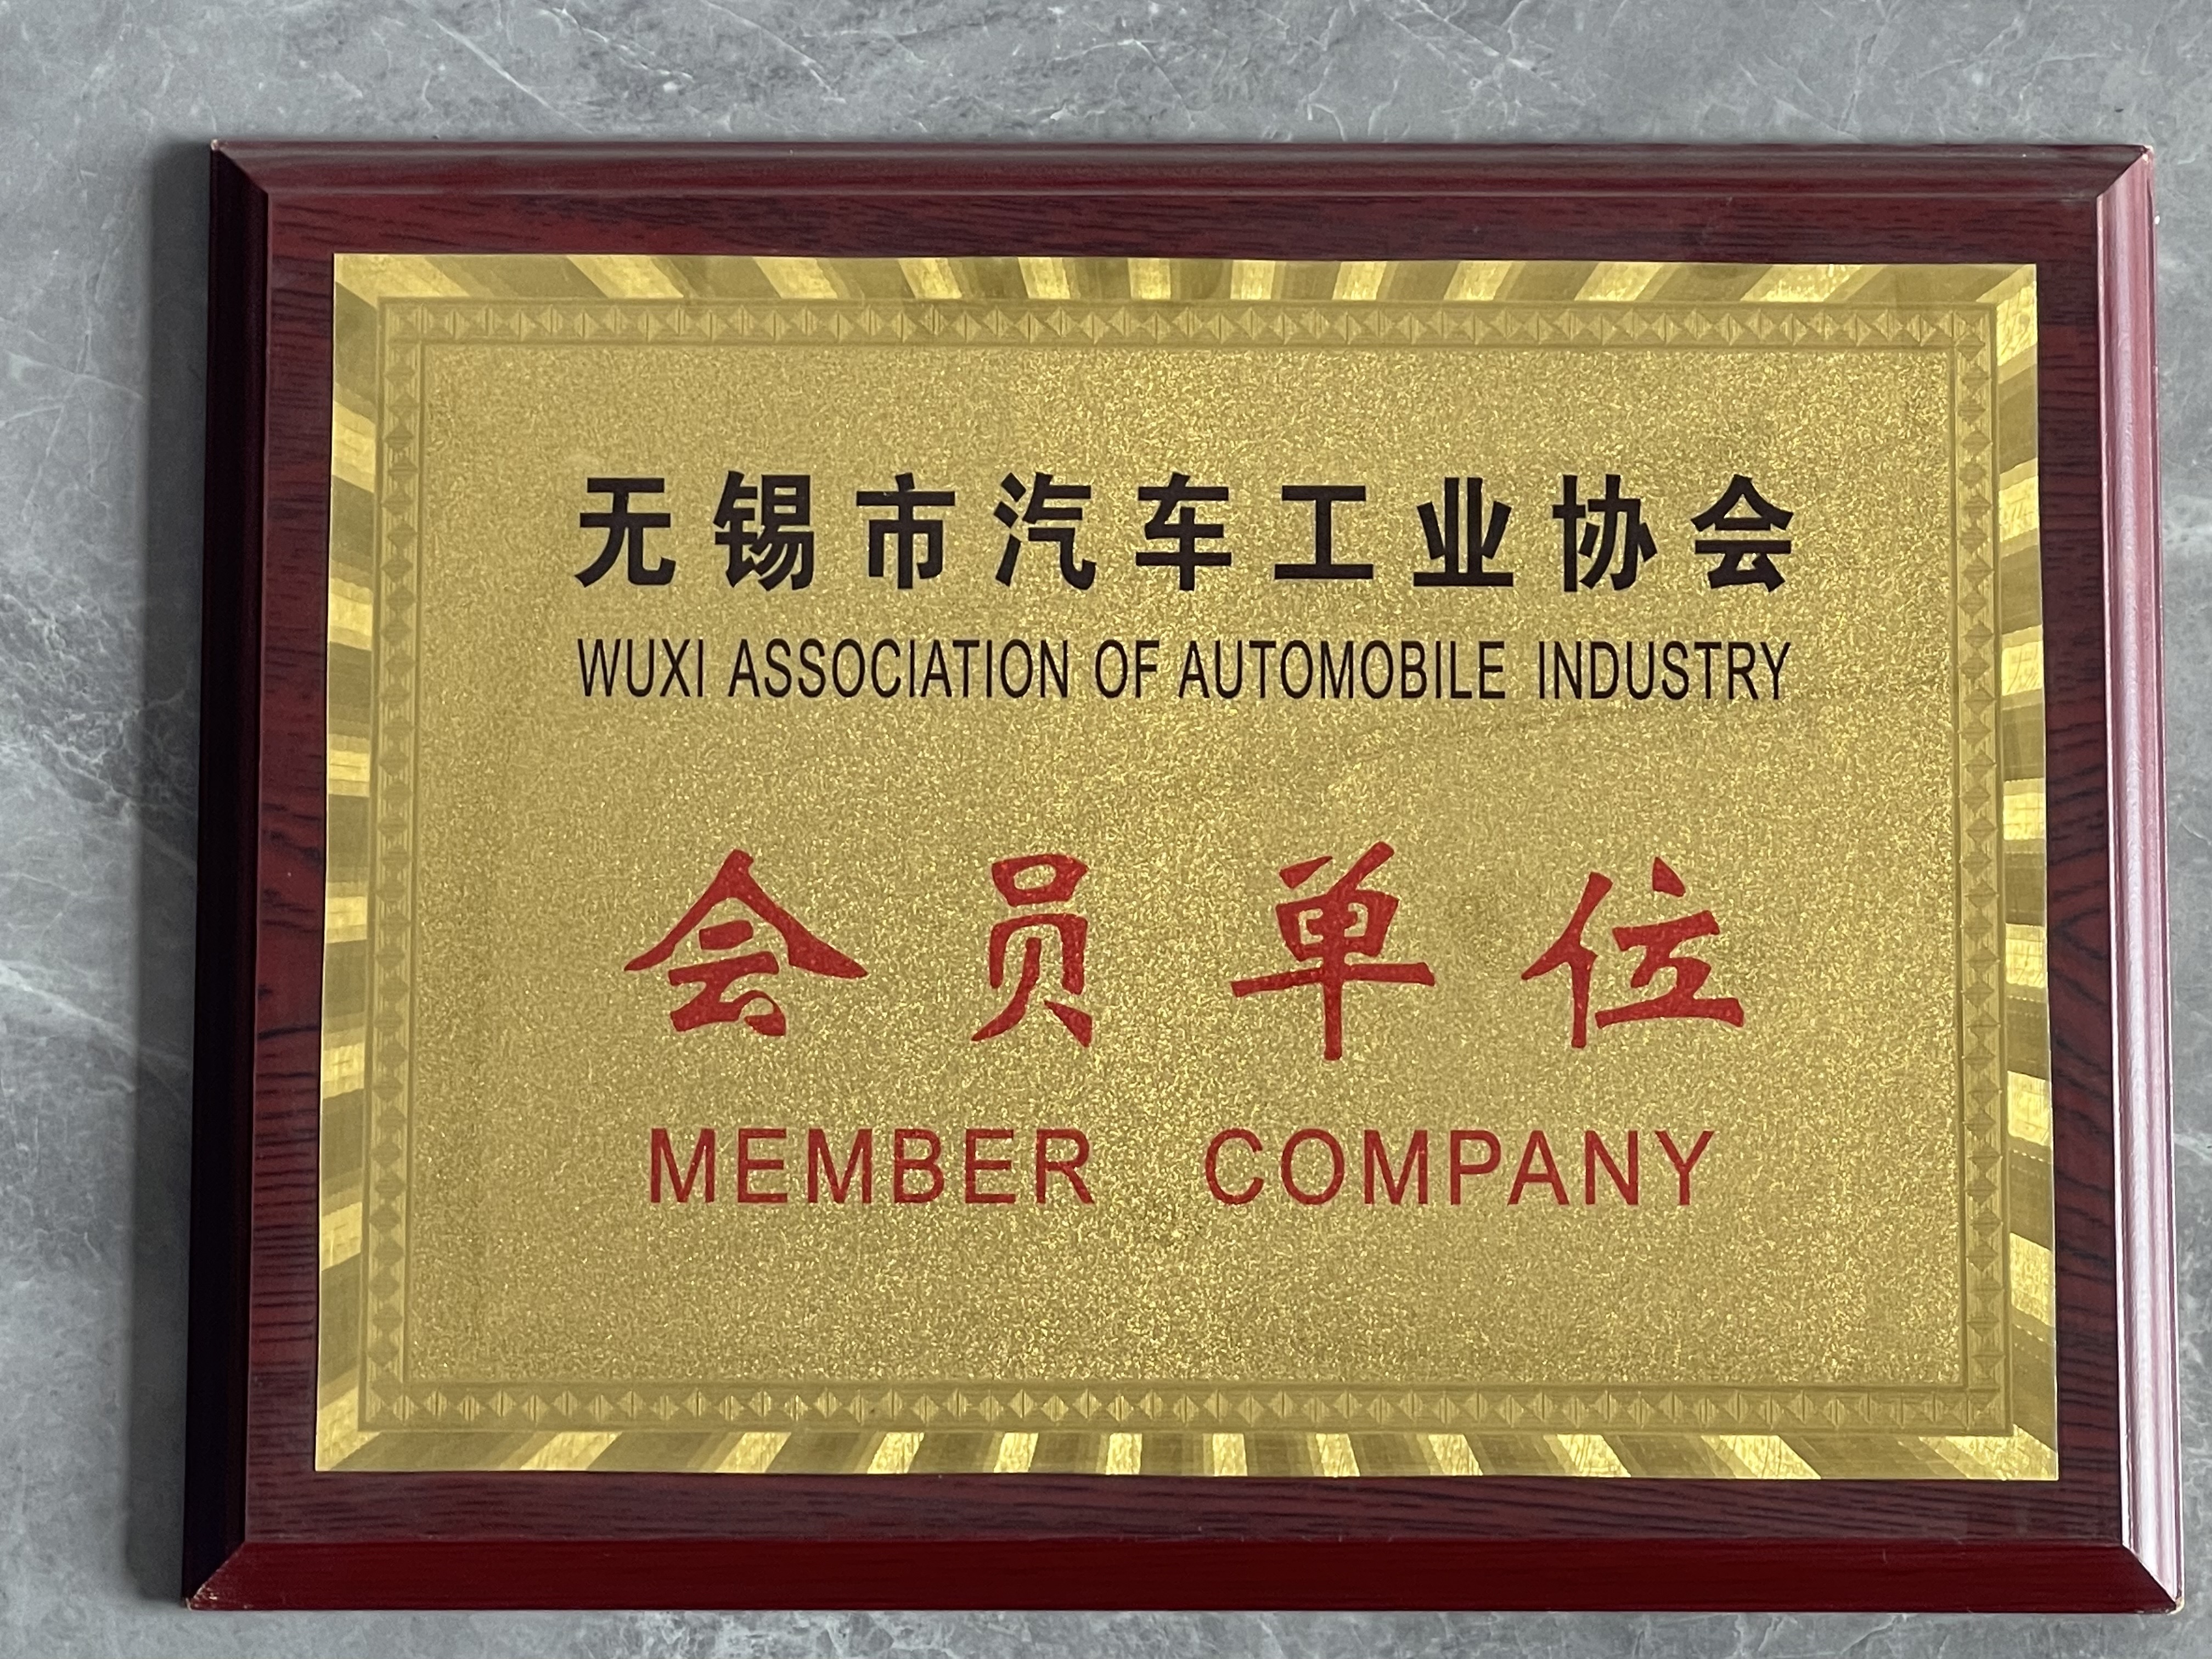 无锡市汽车工业协会
WUXI ASSOCIATION OF AUTOMOBILE INDUSTRY
会员单位
MEMBER COMPANY